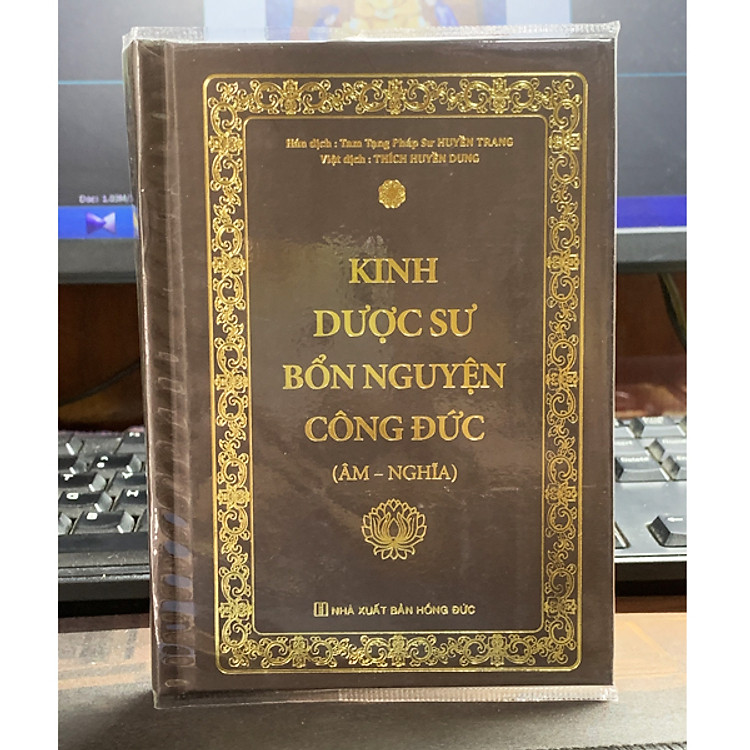 Hán dịch : Tam Tạng Pháp Sư HUYỀN TRANG
Việt dịch : THÍCH HUYỀN DUNG
KINH
DƯỢC SƯ
BỔN NGUYỆN
CÔNG ĐỨC
(ÂM – NGHĨA)
NHÀ XUẤT BẢN HỒNG ĐỨC